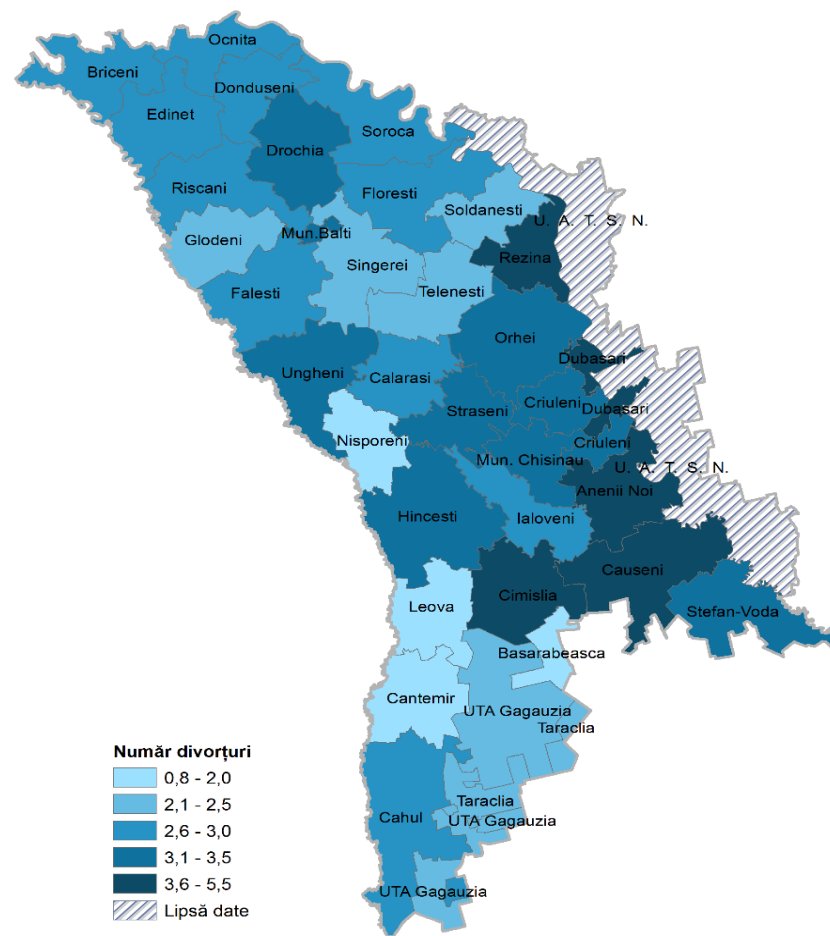 Ocnita
Briceni
Donduseni
Edinet
Soroca
Drochia
Riscani
Floresti
Soldanesti
U. A. T. S. N.
Glodeni
Mun.Balti
Rezina
Singerei
Telenesti
Falesti
Orhei
Dubasari
Ungheni
Calarasi
Criuleni
Dubasari
Straseni
Nisporeni
Criuleni
Mun. Chisinau
U. A. T. S. N.
Anenii Noi
Hincesti
Ialoveni
Causeni
Cimislia
Leova
Stefan-Voda
Basarabeasca
Cantemir
UTA Gagauzia
Taraclia
Număr divorțuri
0,8 - 2,0
2,1 - 2,5
2,6 - 3,0
3,1 - 3,5
3,6 - 5,5
Lipsă date
Taraclia
Cahul
UTA Gagauzia
UTA Gagauzia